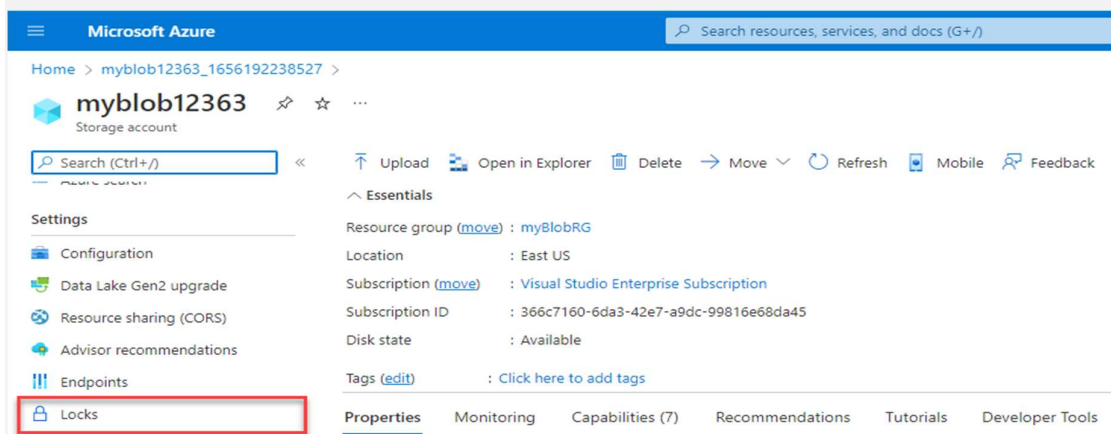 Microsoft Azure
Search resources, services, and docs (G+/)
Home > myblob12363_1656192238527 >
myblob12363 ...
Storage account
Search (Ctrl+/)
«
Azure search
Settings
Configuration
Data Lake Gen2 upgrade
Resource sharing (CORS)
Advisor recommendations
Endpoints
Locks
Upload Open in Explorer Delete Move Refresh Mobile Feedback
Essentials
Resource group (move) : myBlobRG
Location : East US
Subscription (move) : Visual Studio Enterprise Subscription
Subscription ID : 366c7160-6da3-42e7-a9dc-99816e68da45
Disk state : Available
Tags (edit) : Click here to add tags
Properties Monitoring Capabilities (7) Recommendations Tutorials Developer Tools